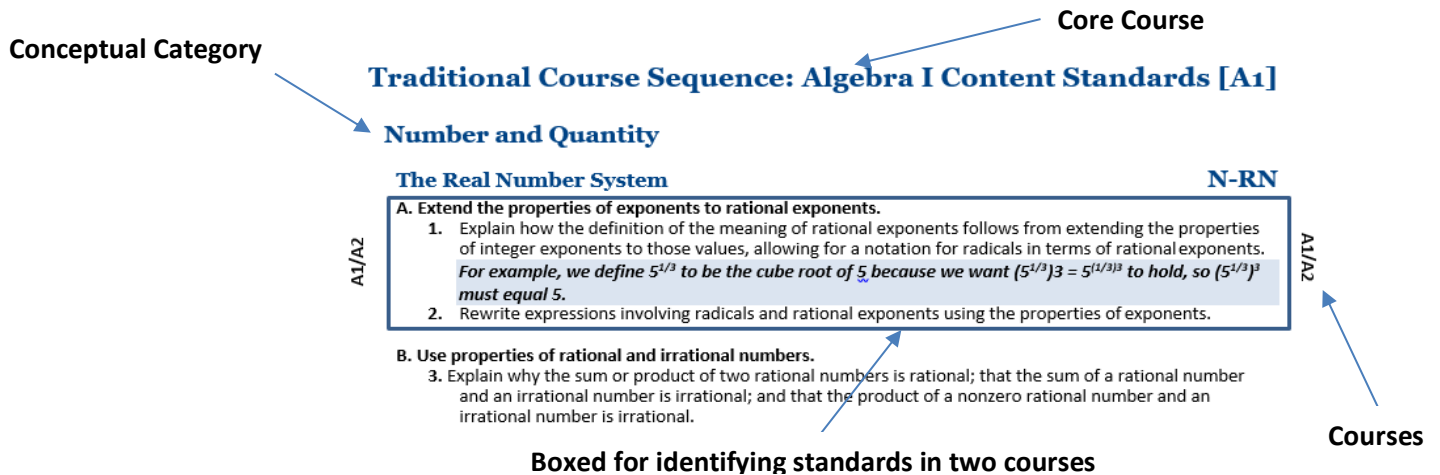 Core Course
Conceptual Category
Traditional Course Sequence: Algebra I Content Standards [A1]
Number and Quantity
The Real Number System N-RN
A. Extend the properties of exponents to rational exponents.
1. Explain how the definition of the meaning of rational exponents follows from extending the properties
of integer exponents to those values, allowing for a notation for radicals in terms of rational exponents.
For example, we define 5^{1/3} to be the cube root of 5 because we want (5^{1/3})3 = 5^{(1/3)3} to hold, so (5^{1/3})^3
must equal 5.
2. Rewrite expressions involving radicals and rational exponents using the properties of exponents.
A1/A2
A1/A2
B. Use properties of rational and irrational numbers.
3. Explain why the sum or product of two rational numbers is rational; that the sum of a rational number
and an irrational number is irrational; and that the product of a nonzero rational number and an
irrational number is irrational.
Courses
Boxed for identifying standards in two courses